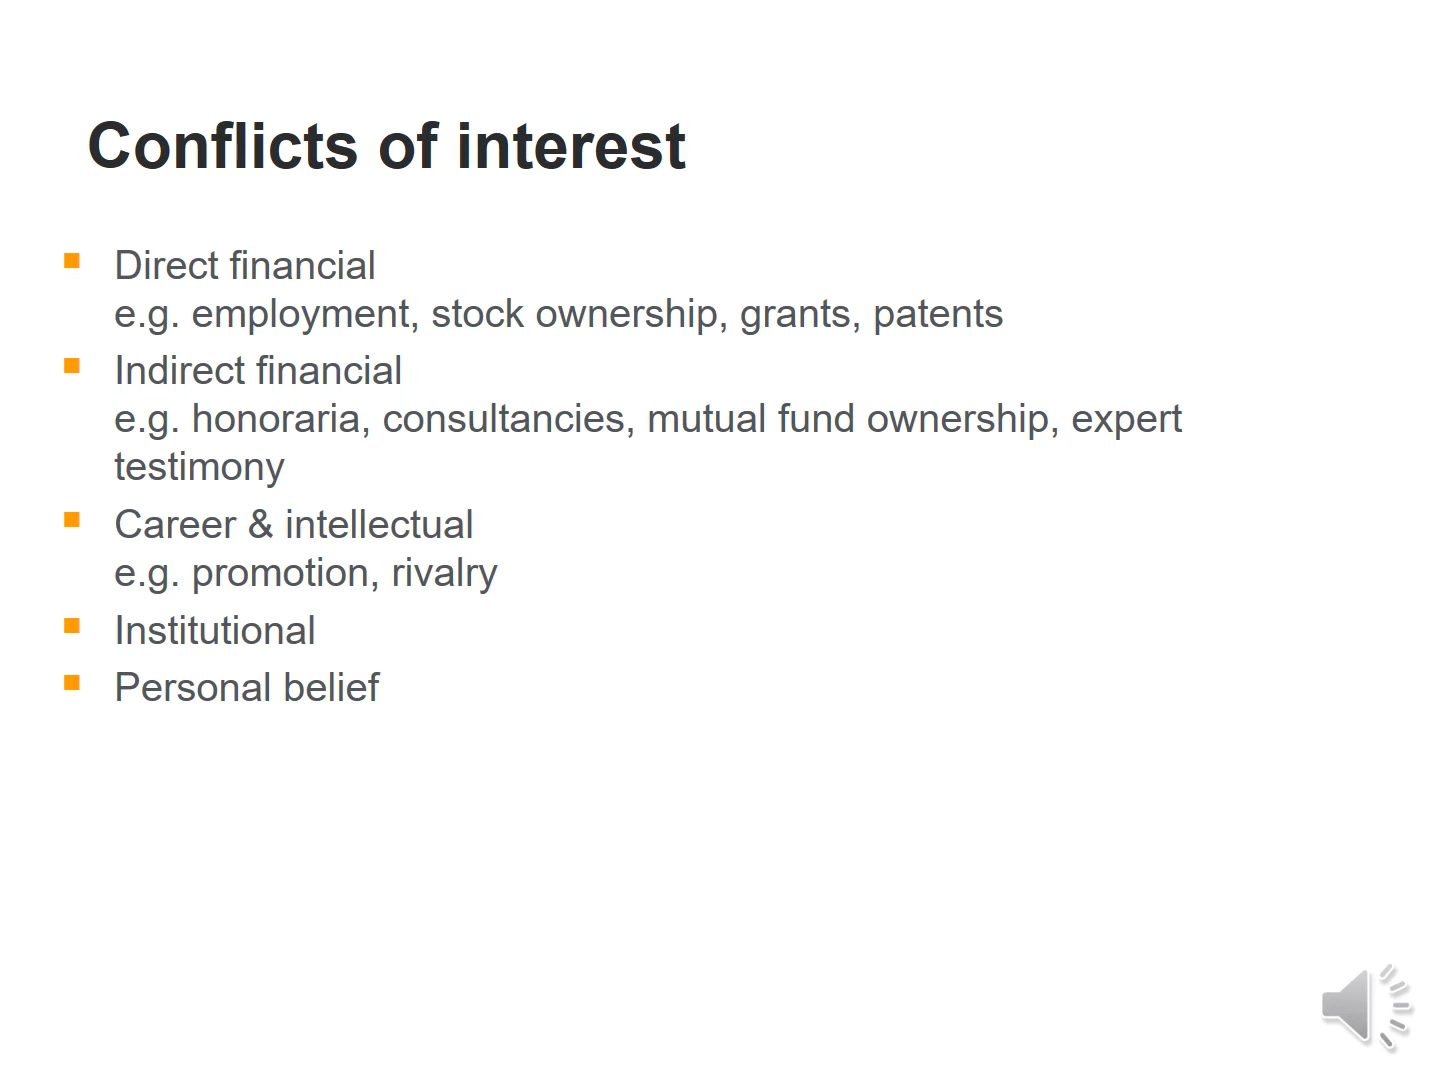 Conflicts of interest
Direct financial
e.g. employment, stock ownership, grants, patents
Indirect financial
e.g. honoraria, consultancies, mutual fund ownership, expert
testimony
Career & intellectual
e.g. promotion, rivalry
Institutional
Personal belief